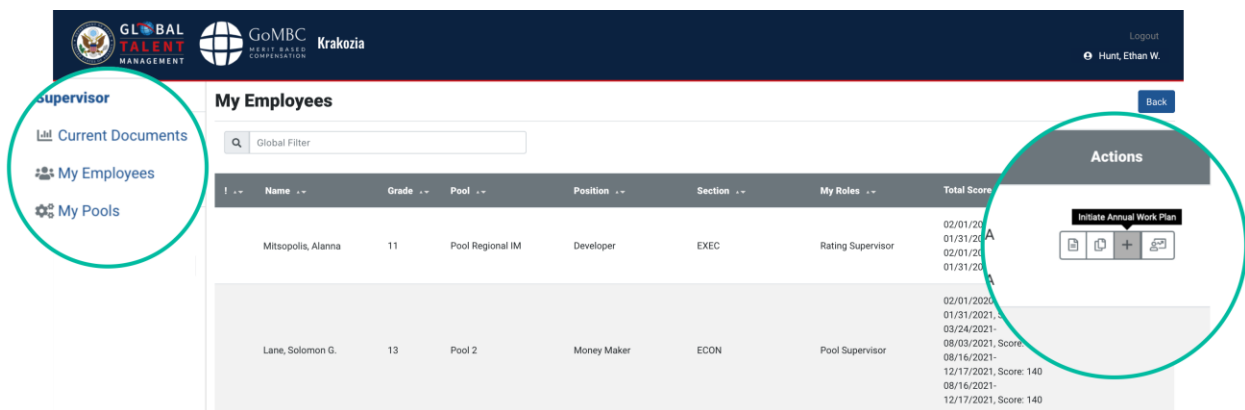 GLOBAL
TALENT
MANAGEMENT
GoMBC
MERIT BASED
COMPENSATION
Krakozia
Logout
Hunt, Ethan W.
Supervisor
Current Documents
My Employees
My Pools
My Employees
Back
Global Filter
Actions
! Name Grade Pool Position Section My Roles Total Score
Initiate Annual Work Plan
Mitsopolis, Alanna 11 Pool Regional IM Developer EXEC Rating Supervisor
02/01/20
01/31/20
02/01/20
01/31/20
Lane, Solomon G. 13 Pool 2 Money Maker ECON Pool Supervisor
02/01/2020
01/31/2021,
03/24/2021-
08/03/2021, Score:
08/16/2021-
12/17/2021, Score: 140
08/16/2021-
12/17/2021, Score: 140